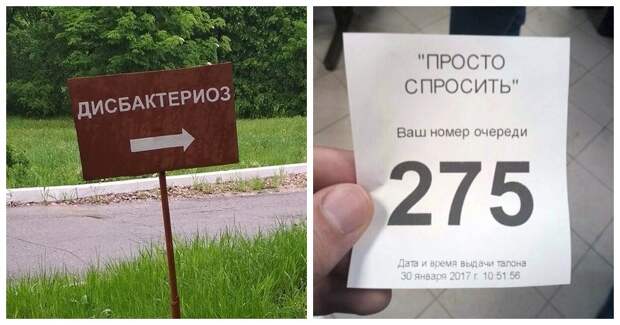 ДИСБАКТЕРИОЗ
"ПРОСТО
СПРОСИТЬ"
Ваш номер очереди
275
Дата и время выдачи талона
30 января 2017 г. 10:51:56